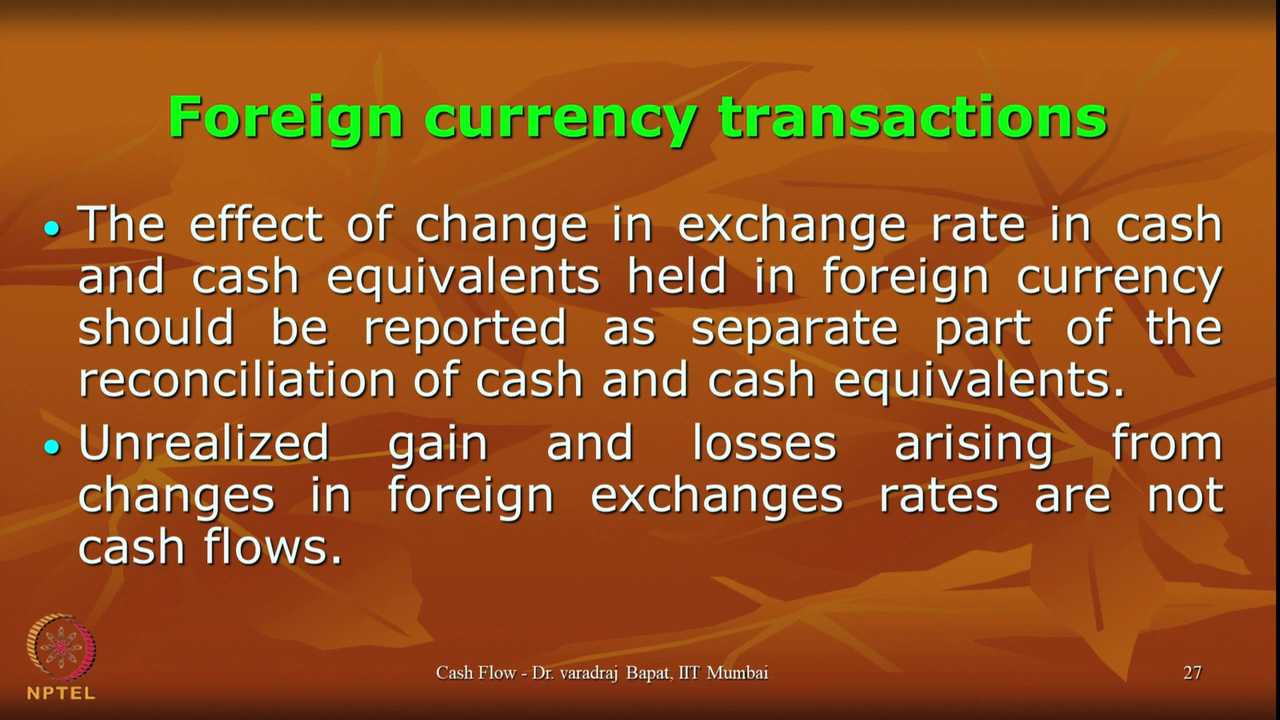 Foreign currency transactions
• The effect of change in exchange rate in cash
and cash equivalents held in foreign currency
should be reported as separate part of the
reconciliation of cash and cash equivalents.
• Unrealized gain and losses arising from
changes in foreign exchanges rates are not
cash flows.
NPTEL
Cash Flow - Dr. varadraj Bapat, IIT Mumbai
27